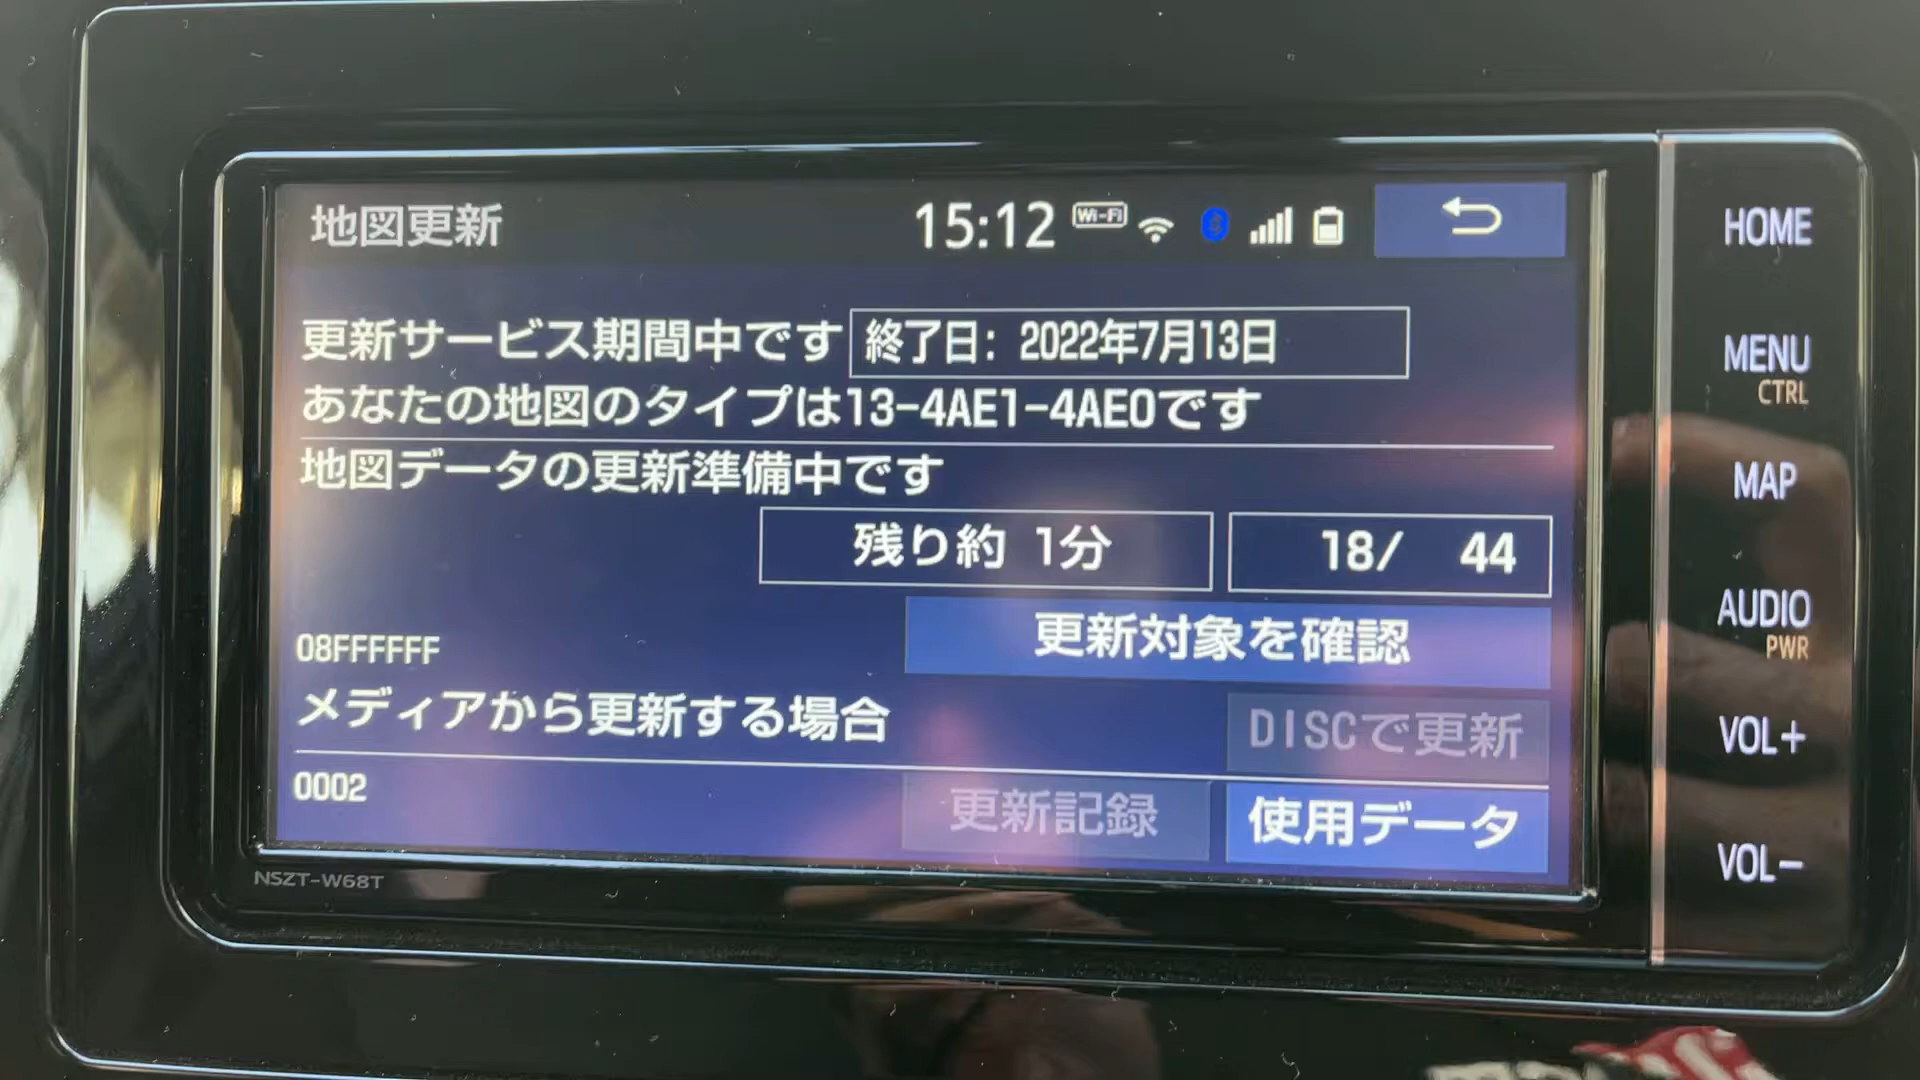 地図更新 15:12 Wi-Fi
更新サービス期間中です 終了日: 2022年7月13日
あなたの地図のタイプは13-4AE1-4AE0です
地図データの更新準備中です
残り約 1分 18/ 44
更新対象を確認
08FFFFFF
メディアから更新する場合
DISCで更新
0002
更新記録 使用データ
NSZT-W68T
HOME
MENU
CTRL
MAP
AUDIO
PWR
VOL+
VOL-